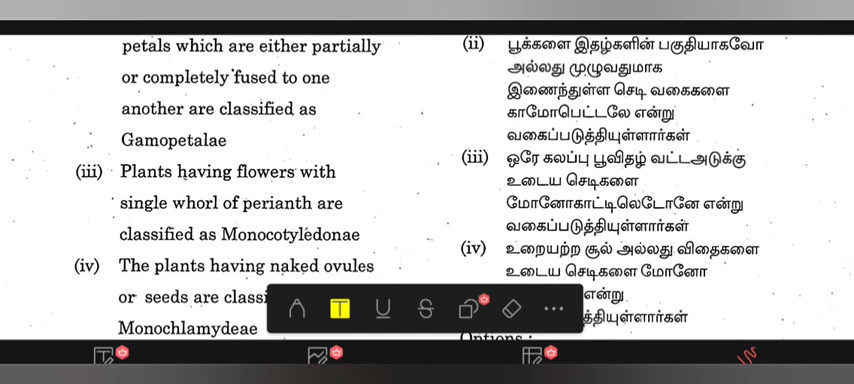 petals which are either partially
or completely fused to one
another are classified as
Gamopetalae
(iii) Plants having flowers with
single whorl of perianth are
classified as Monocotyledonae
(iv) The plants having naked ovules
or seeds are classi
Monochlamydeae
(ii) பூக்களை இதழ்களின் பகுதியாகவோ
அல்லது முழுவதுமாக
இணைந்துள்ள செடி வகைகளை
காமோபெட்டலே என்று
வகைப்படுத்தியுள்ளார்கள்
(iii) ஒரே கலப்பு பூவிதழ் வட்டஅடுக்கு
உடைய செடிகளை
மோனோகாட்டிலெடோனே என்று
வகைப்படுத்தியுள்ளார்கள்
(iv) உறையற்ற சூல் அல்லது விதைகளை
உடைய செடிகளை மோனோ
என்று
த்தியுள்ளார்கள்
Options :